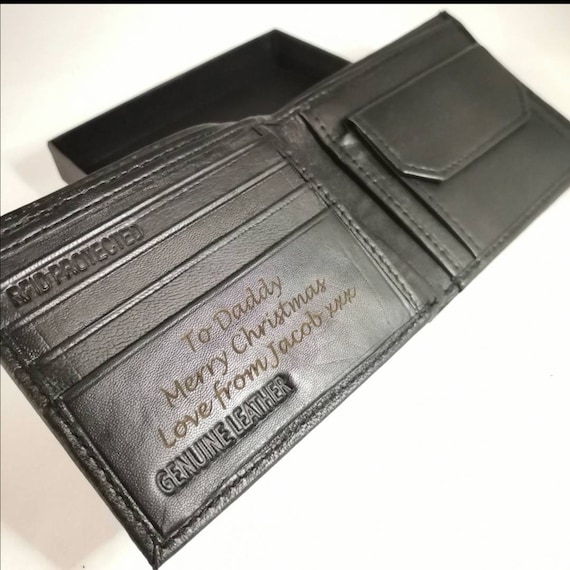 RFID PROTECTED
To Daddy
Merry Christmas
Love from Jacob xxx
GENUINE LEATHER